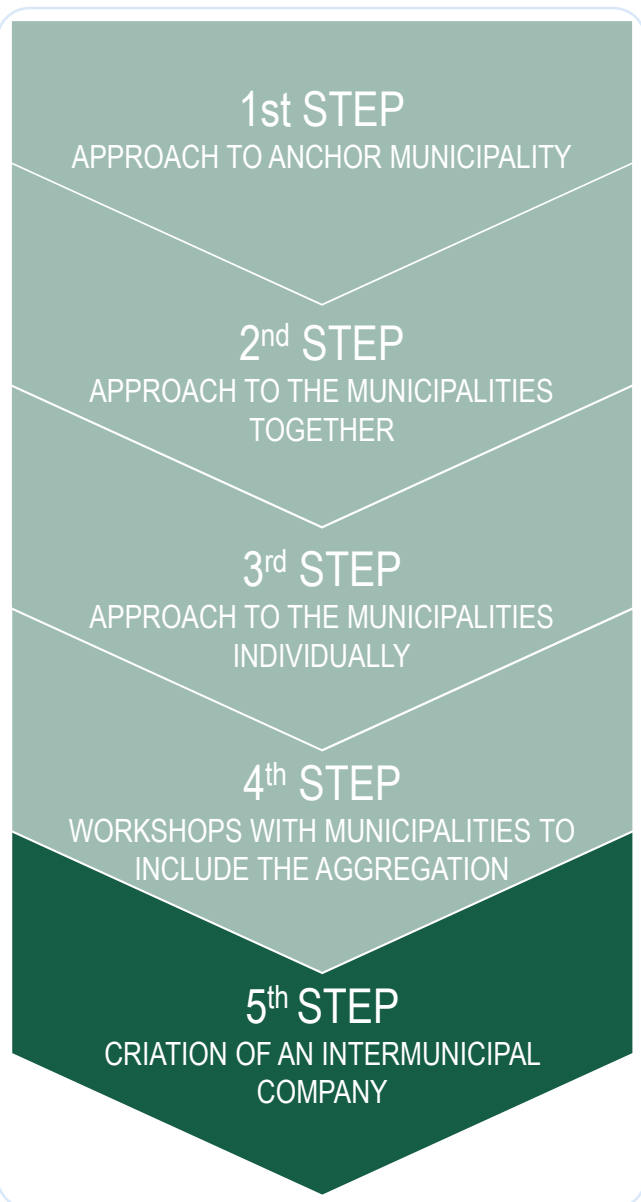 1st STEP
APPROACH TO ANCHOR MUNICIPALITY
2nd STEP
APPROACH TO THE MUNICIPALITIES
TOGETHER
3rd STEP
APPROACH TO THE MUNICIPALITIES
INDIVIDUALLY
4th STEP
WORKSHOPS WITH MUNICIPALITIES TO
INCLUDE THE AGGREGATION
5th STEP
CRIATION OF AN INTERMUNICIPAL
COMPANY